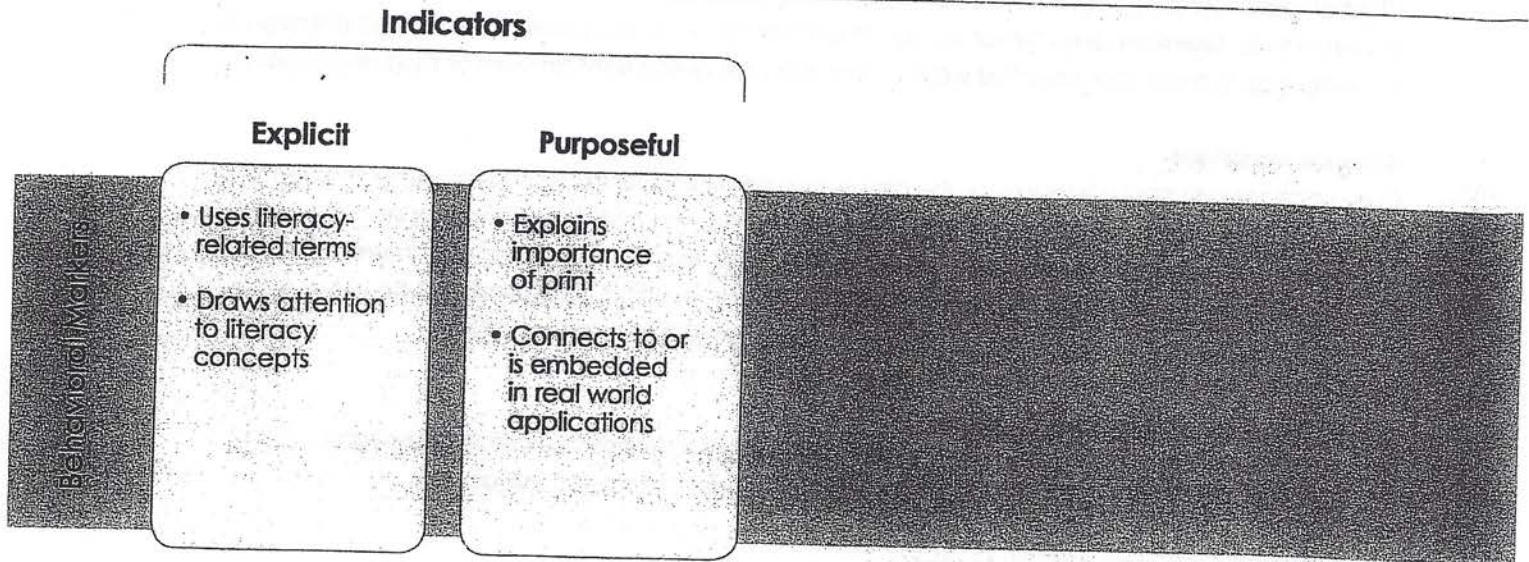 Indicators
Explicit
Purposeful
Behavioral Markers
• Uses literacy-
related terms
• Draws attention
to literacy
concepts
• Explains
importance
of print
• Connects to or
is embedded
in real world
applications